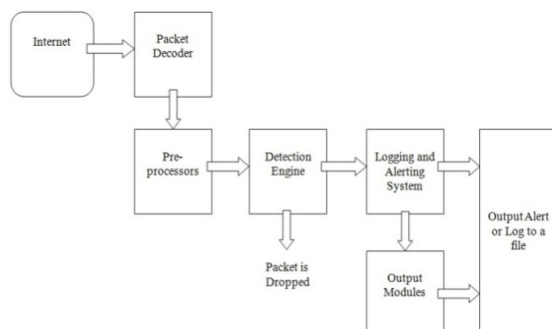 Internet
Packet
Decoder
Pre-
processors
Detection
Engine
Logging and
Alerting
System
Packet is
Dropped
Output
Modules
Output Alert
or Log to a
file